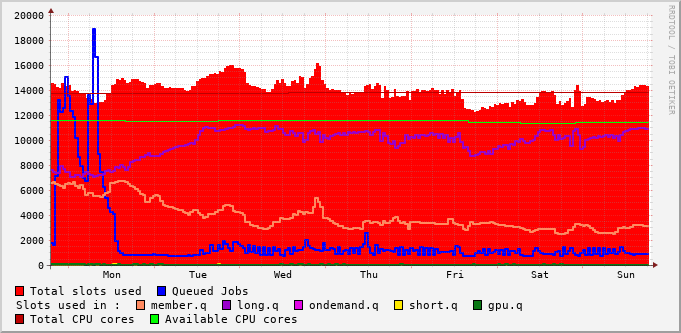 20000
18000
16000
14000
12000
10000
8000
6000
4000
2000
0
Mon Tue Wed Thu Fri Sat Sun
RRDTOOL / TOBI OETIKER
Total slots used Queued Jobs
Slots used in : member.q long.q ondemand.q short.q gpu.q
Total CPU cores Available CPU cores